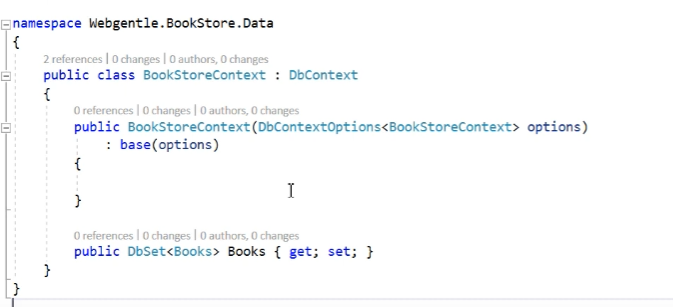 namespace Webgentle.BookStore.Data
{
2 references | 0 changes | 0 authors, 0 changes
public class BookStoreContext : DbContext
{
0 references | 0 changes | 0 authors, 0 changes
public BookStoreContext(DbContextOptions<BookStoreContext> options)
: base(options)
{
}
0 references | 0 changes | 0 authors, 0 changes
public DbSet<Books> Books { get; set; }
}
}